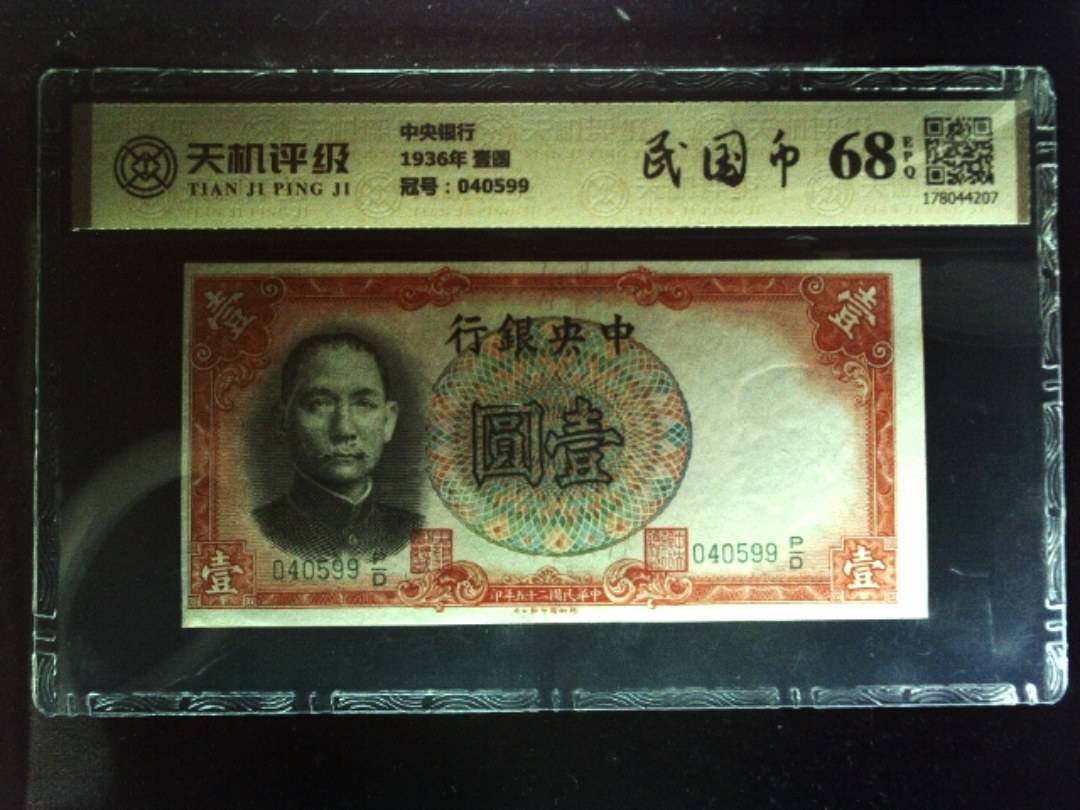 天机评级
TIAN JI PING JI
中央银行
1936年 壹圓
冠号：040599
民国币
68
EPQ
178044207
壹
壹
行銀央中
圓壹
040599 P/D
040599 P/D
壹
壹
印年五十二國民華中